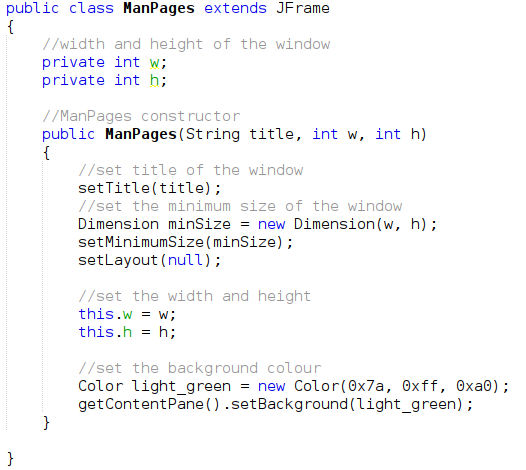 public class ManPages extends JFrame
{
//width and height of the window
private int w;
private int h;
//ManPages constructor
public ManPages(String title, int w, int h)
{
//set title of the window
setTitle(title);
//set the minimum size of the window
Dimension minSize = new Dimension(w, h);
setMinimumSize(minSize);
setLayout(null);
//set the width and height
this.w = w;
this.h = h;
//set the background colour
Color light_green = new Color(0x7a, 0xff, 0xa0);
getContentPane().setBackground(light_green);
}
}